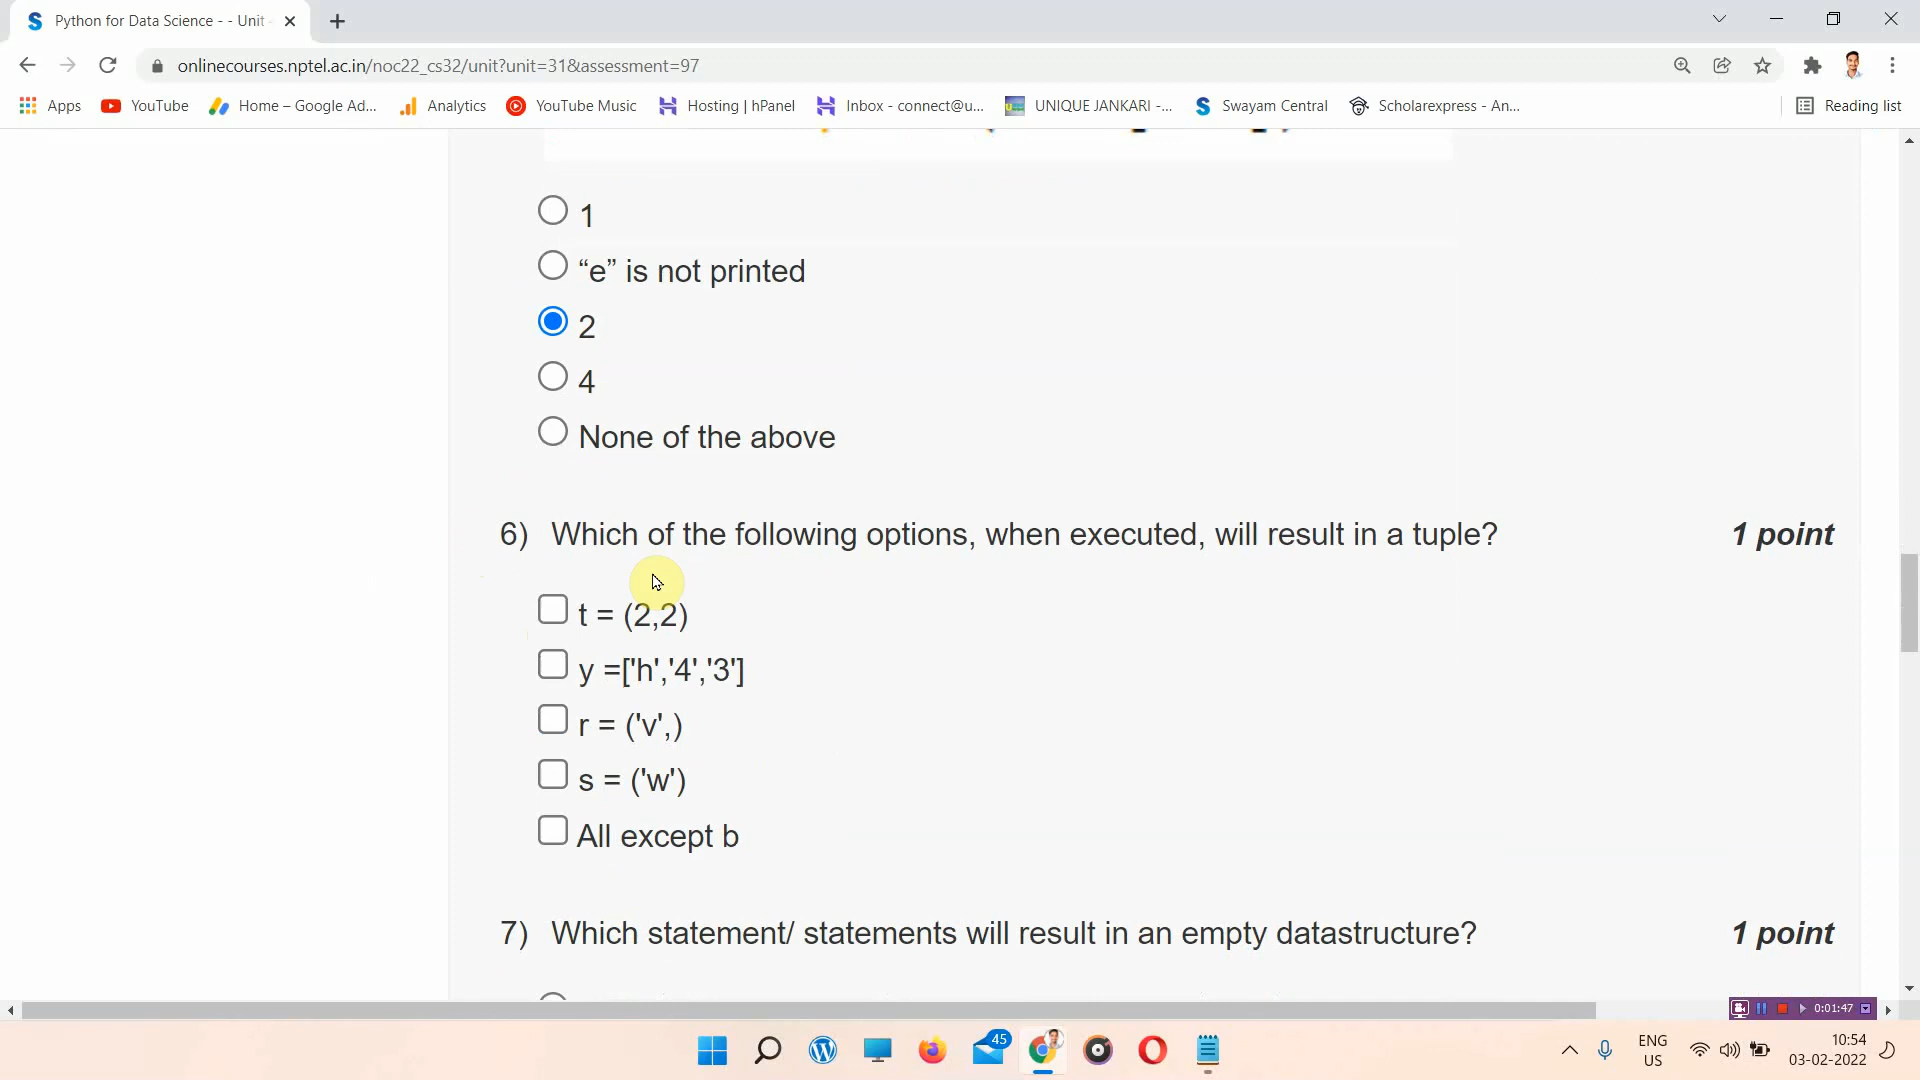 Python for Data Science - - Unit -
onlinecourses.nptel.ac.in/noc22_cs32/unit?unit=31&assessment=97
Apps YouTube Home – Google Ad... Analytics YouTube Music Hosting | hPanel Inbox - connect@u... UNIQUE JANKARI -... Swayam Central Scholarexpress - An... Reading list
1
“e” is not printed
2
4
None of the above
6) Which of the following options, when executed, will result in a tuple? 1 point
t = (2,2)
y =['h','4','3']
r = ('v',)
s = ('w')
All except b
7) Which statement/ statements will result in an empty datastructure? 1 point
0:01:47
45
ENG
US
10:54
03-02-2022